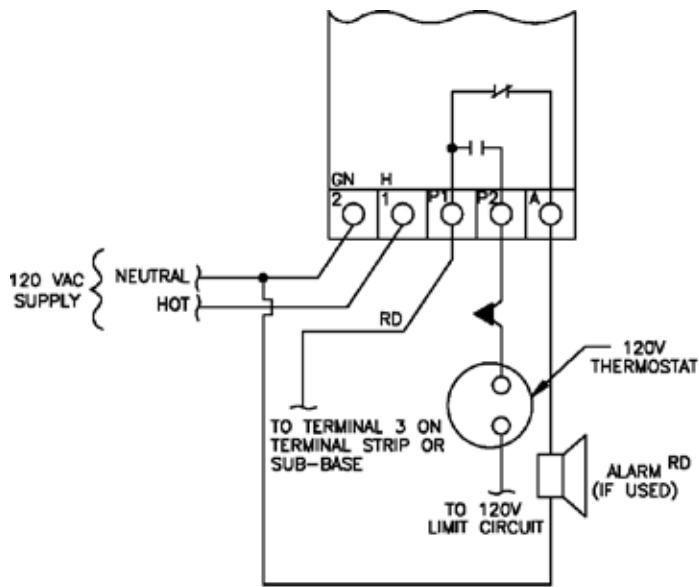 GN H
2 1 P1 P2 A
120 VAC
SUPPLY
NEUTRAL
HOT
RD
120V
THERMOSTAT
TO TERMINAL 3 ON
TERMINAL STRIP OR
SUB-BASE
ALARM RD
(IF USED)
TO 120V
LIMIT CIRCUIT